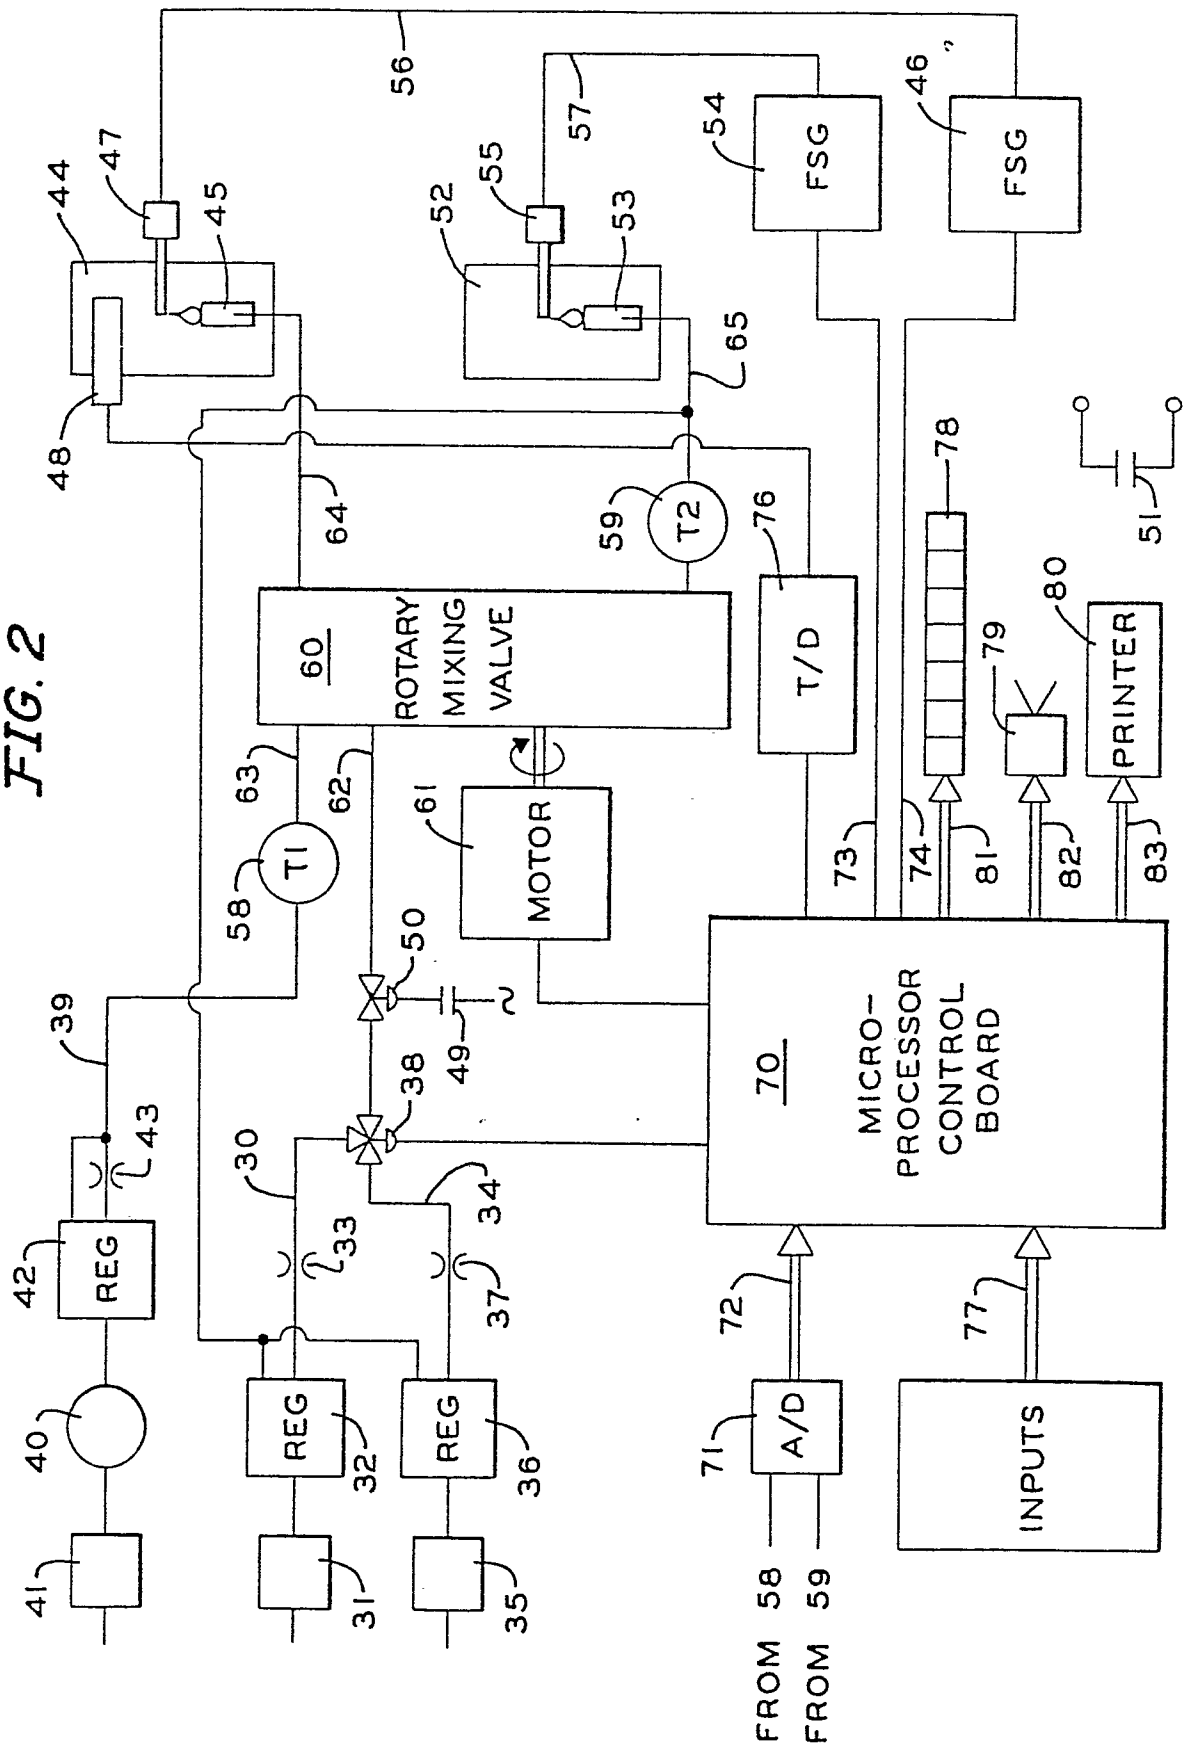 FIG. 2
41
40
42
REG
43
39
58
T1
63
60
ROTARY
MIXING
VALVE
64
48
44
47
45
56
31
32
REG
33
30
38
49
50
62
35
36
REG
37
34
61
MOTOR
59
T2
65
52
55
53
57
FROM 58
FROM 59
71
A/D
72
70
MICRO-
PROCESSOR
CONTROL
BOARD
76
T/D
73
74
54
FSG
46
FSG
INPUTS
77
81
78
82
79
83
80
PRINTER
51